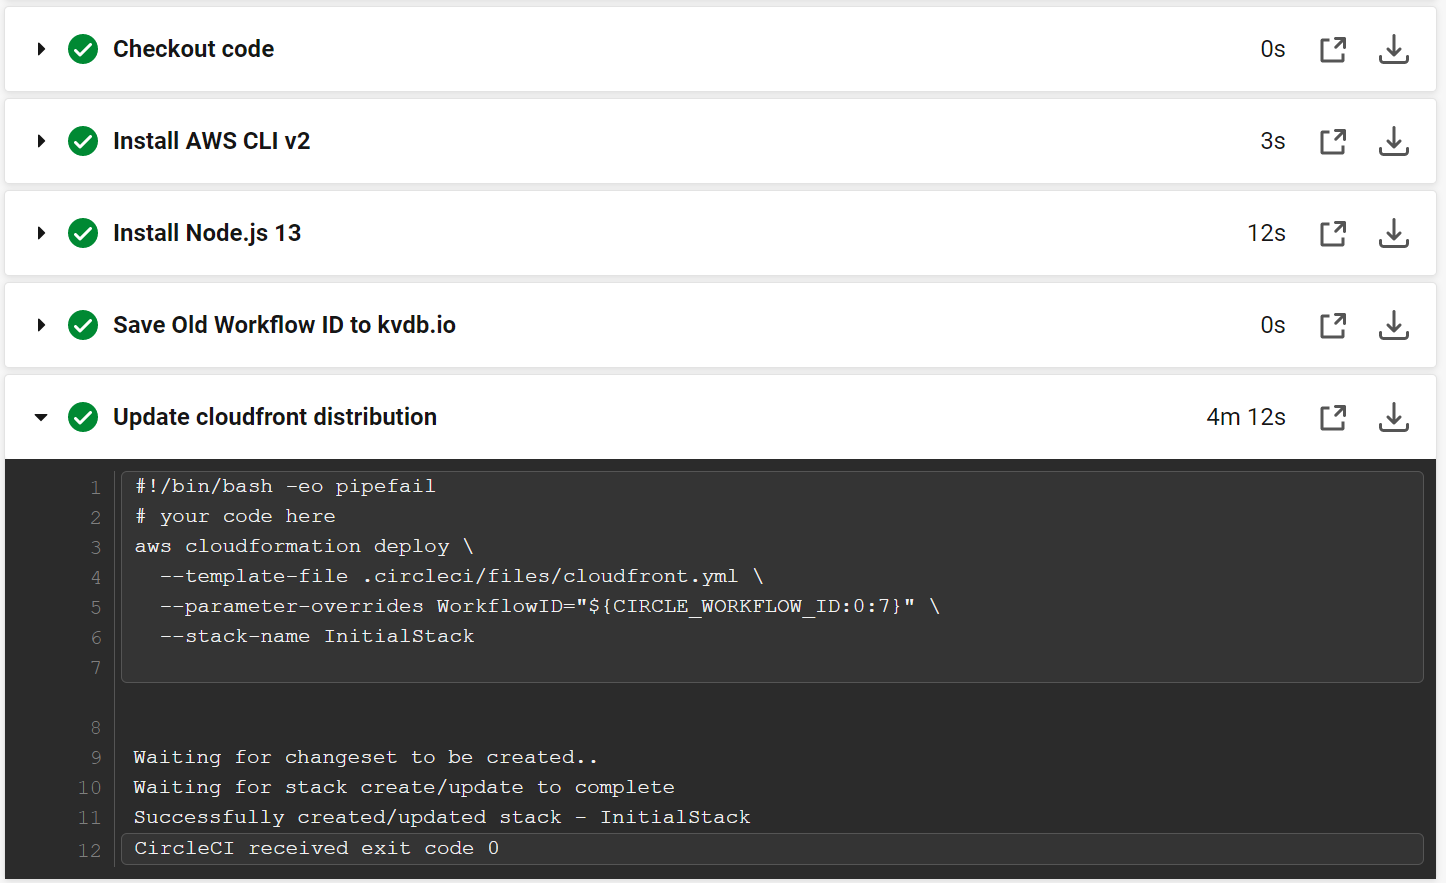 Checkout code 0s
Install AWS CLI v2 3s
Install Node.js 13 12s
Save Old Workflow ID to kvdb.io 0s
Update cloudfront distribution 4m 12s
1 #!/bin/bash -eo pipefail
2 # your code here
3 aws cloudformation deploy \
4   --template-file .circleci/files/cloudfront.yml \
5   --parameter-overrides WorkflowID="${CIRCLE_WORKFLOW_ID:0:7}" \
6   --stack-name InitialStack
7
8
9 Waiting for changeset to be created..
10 Waiting for stack create/update to complete
11 Successfully created/updated stack - InitialStack
12 CircleCI received exit code 0